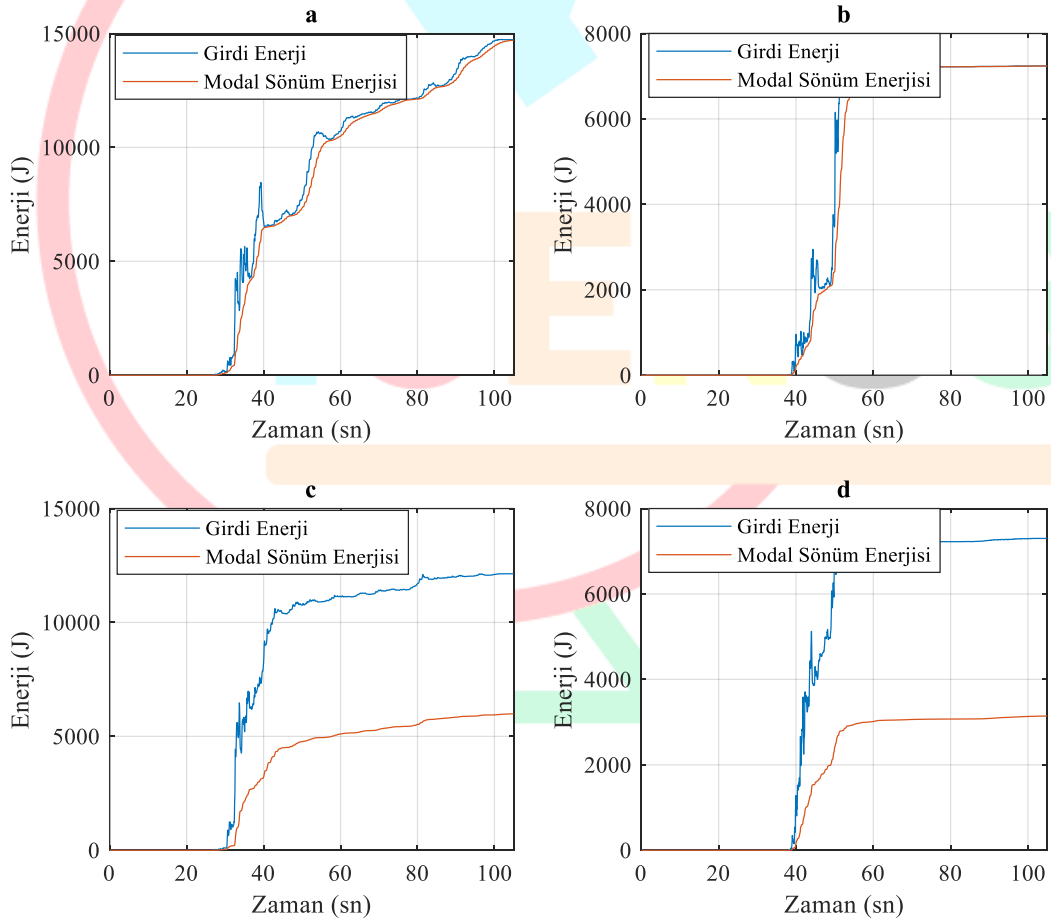 a
15000
10000
5000
0
Enerji (J)
Girdi Enerji
Modal Sönüm Enerjisi
0 20 40 60 80 100
Zaman (sn)
b
8000
6000
4000
2000
0
Enerji (J)
Girdi Enerji
Modal Sönüm Enerjisi
0 20 40 60 80 100
Zaman (sn)
c
15000
10000
5000
0
Enerji (J)
Girdi Enerji
Modal Sönüm Enerjisi
0 20 40 60 80 100
Zaman (sn)
d
8000
6000
4000
2000
0
Enerji (J)
Girdi Enerji
Modal Sönüm Enerjisi
0 20 40 60 80 100
Zaman (sn)